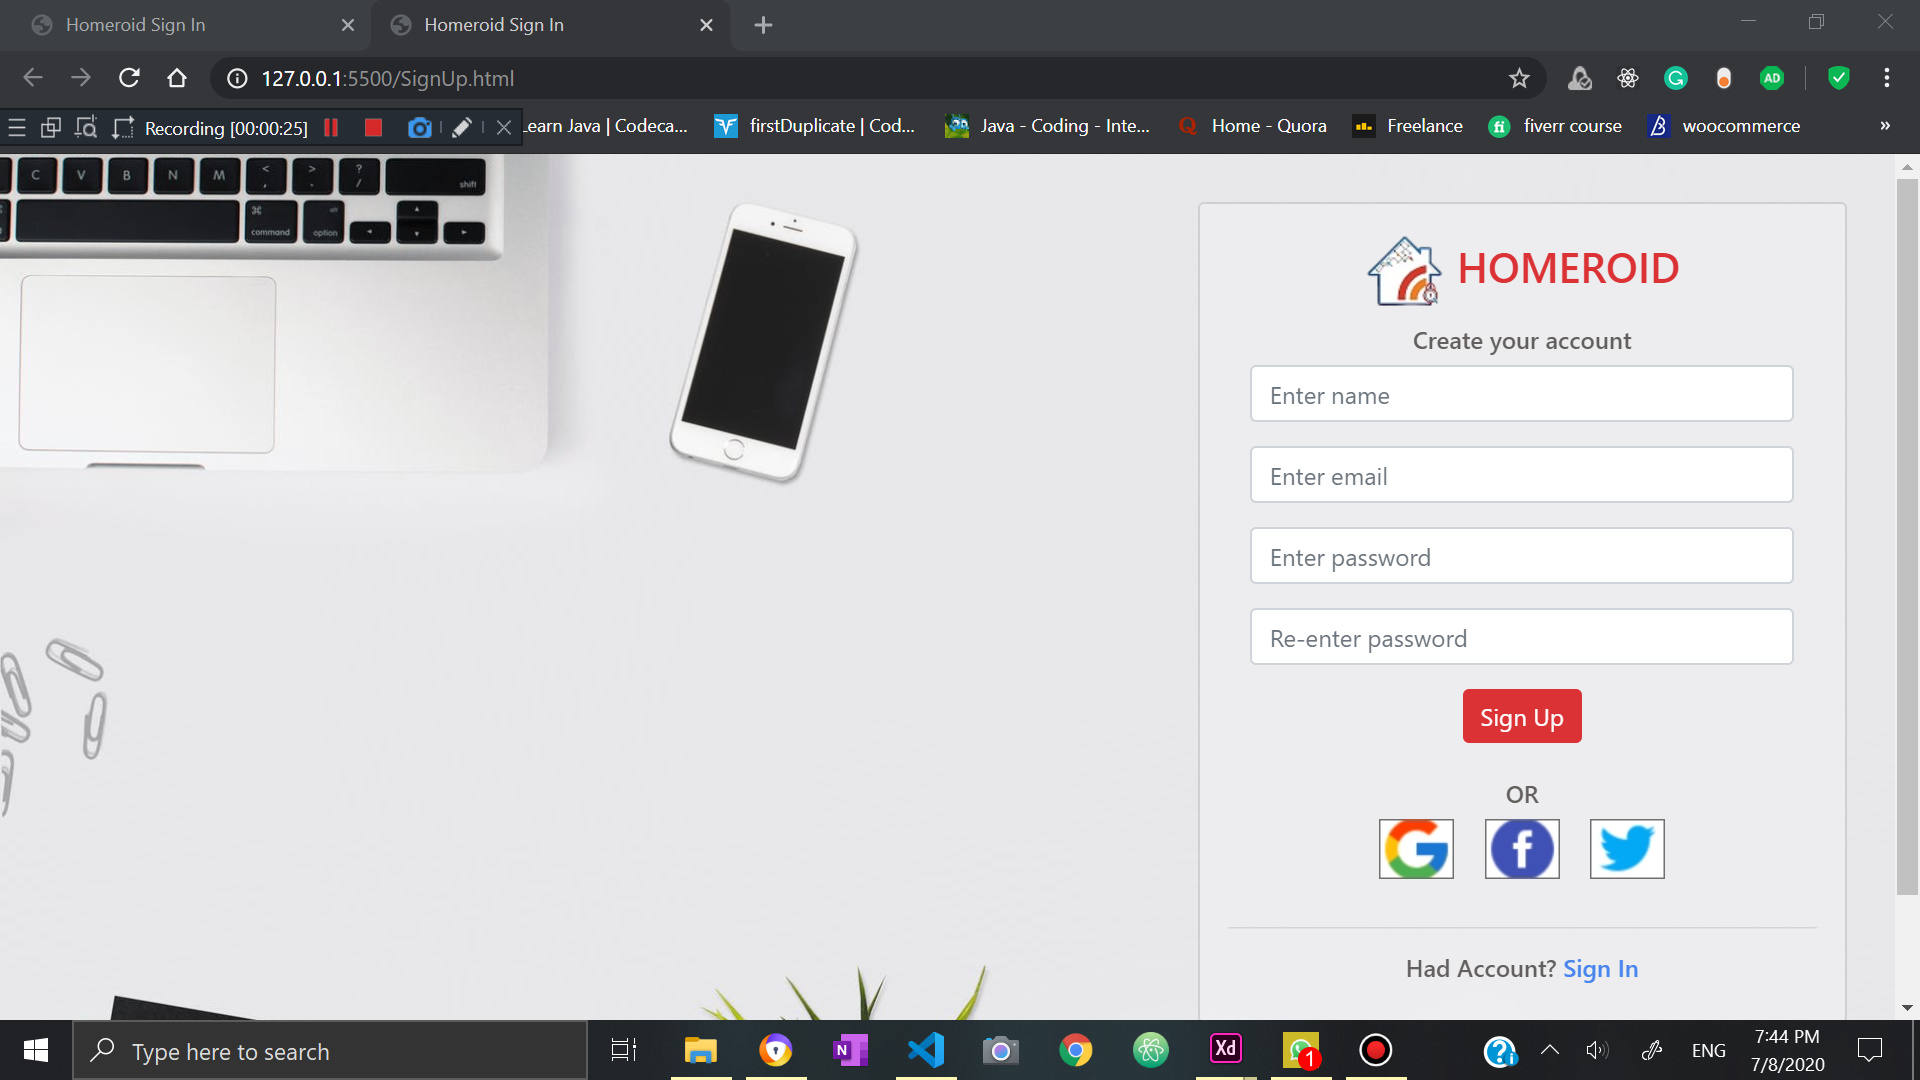 Homeroid Sign In
Homeroid Sign In
127.0.0.1:5500/SignUp.html
AD
Recording [00:00:25]
Learn Java | Codeca...
firstDuplicate | Cod...
Java - Coding - Inte...
Home - Quora
Freelance
fiverr course
woocommerce
»
C V B N M < , > . ? / shift
command option
HOMEROID
Create your account
Enter name
Enter email
Enter password
Re-enter password
Sign Up
OR
Had Account? Sign In
Type here to search
N
Xd
1
ENG
7:44 PM
7/8/2020